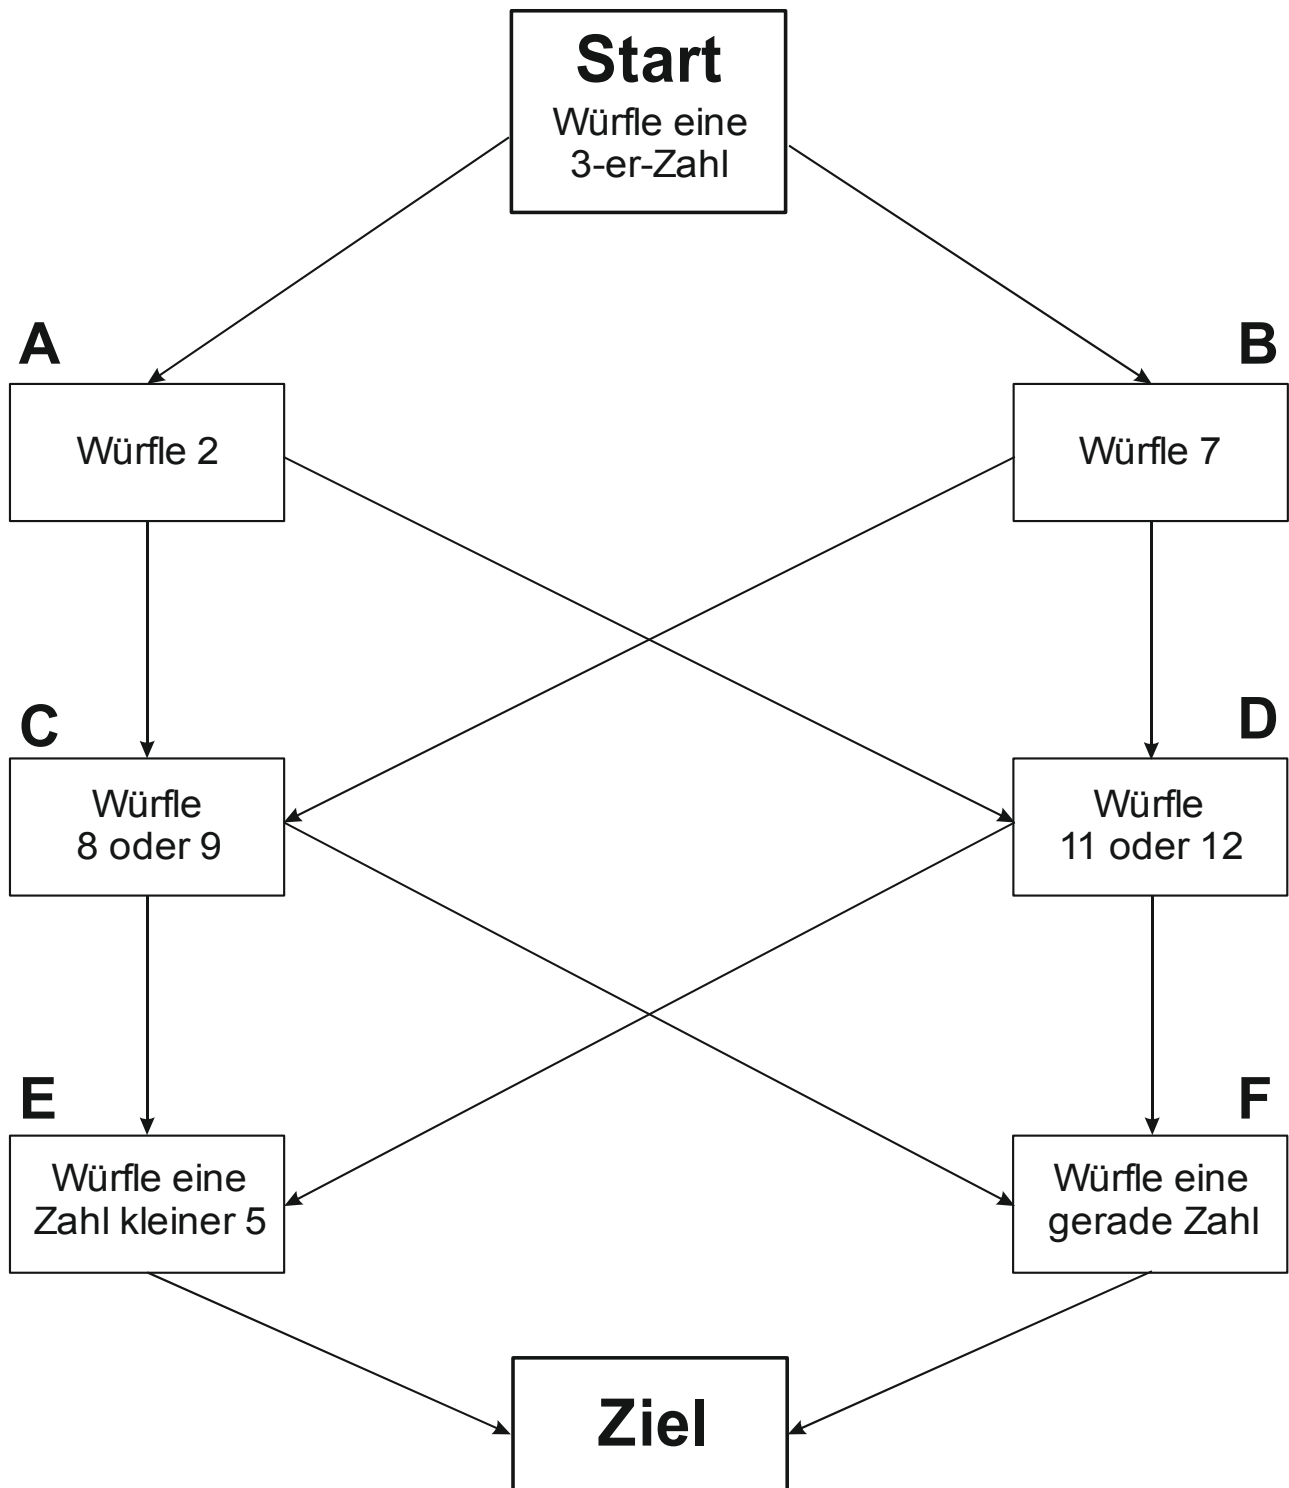 Start
Würfle eine
3-er-Zahl
A
B
Würfle 2
Würfle 7
C
D
Würfle
8 oder 9
Würfle
11 oder 12
E
F
Würfle eine
Zahl kleiner 5
Würfle eine
gerade Zahl
Ziel